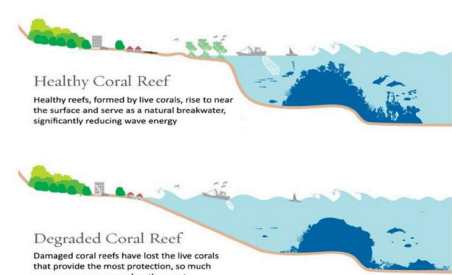 Healthy Coral Reef
Healthy reefs, formed by live corals, rise to near
the surface and serve as a natural breakwater,
significantly reducing wave energy
Degraded Coral Reef
Damaged coral reefs have lost the live corals
that provide the most protection, so much